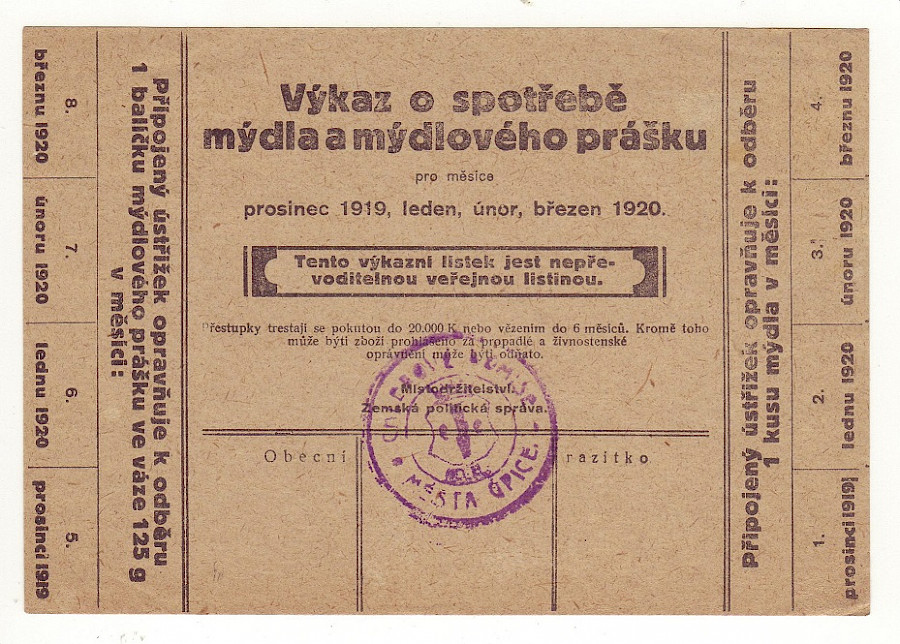 březnu 1920
8.
únoru 1920
7.
lednu 1920
6.
prosinci 1919
5.
Připojený ústřižek opravňuje k odběru
1 balíčku mýdlového prášku ve váze 125 g
v měsíci:
Výkaz o spotřebě
mýdla a mýdlového prášku
pro měsíce
prosinec 1919, leden, únor, březen 1920.
Tento výkazní lístek jest nepře-
voditelnou veřejnou listinou.
Přestupky trestají se pokutou do 20.000 K nebo vězením do 6 měsíců. Kromě toho
může býti zboží prohlášeno za propadlé a živnostenské
oprávnění může býti odňato.
Místodržitelství.
Zemská politická správa.
Obecní razítko
MĚSTA ÚPICE.
Připojený ústřižek opravňuje k odběru
1 kusu mýdla v měsíci:
4.
březnu 1920
3.
únoru 1920
2.
lednu 1920
1.
prosinci 1919